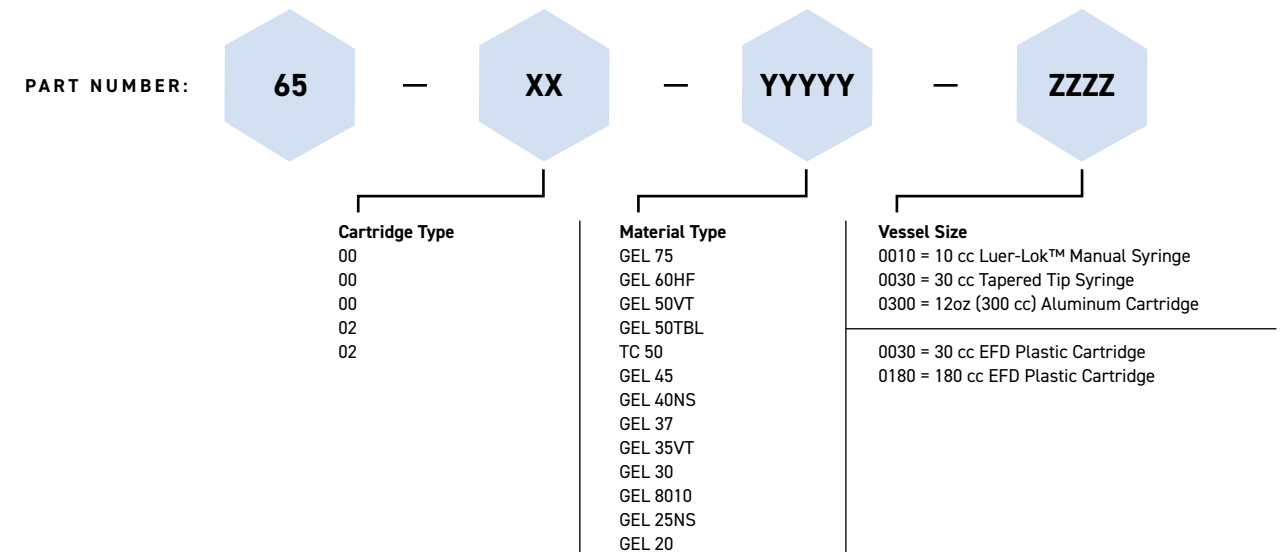 PART NUMBER: 65 — XX — YYYYY — ZZZZ
Cartridge Type
00
00
00
02
02
Material Type
GEL 75
GEL 60HF
GEL 50VT
GEL 50TBL
TC 50
GEL 45
GEL 40NS
GEL 37
GEL 35VT
GEL 30
GEL 8010
GEL 25NS
GEL 20
Vessel Size
0010 = 10 cc Luer-Lok™ Manual Syringe
0030 = 30 cc Tapered Tip Syringe
0300 = 12oz (300 cc) Aluminum Cartridge
0030 = 30 cc EFD Plastic Cartridge
0180 = 180 cc EFD Plastic Cartridge